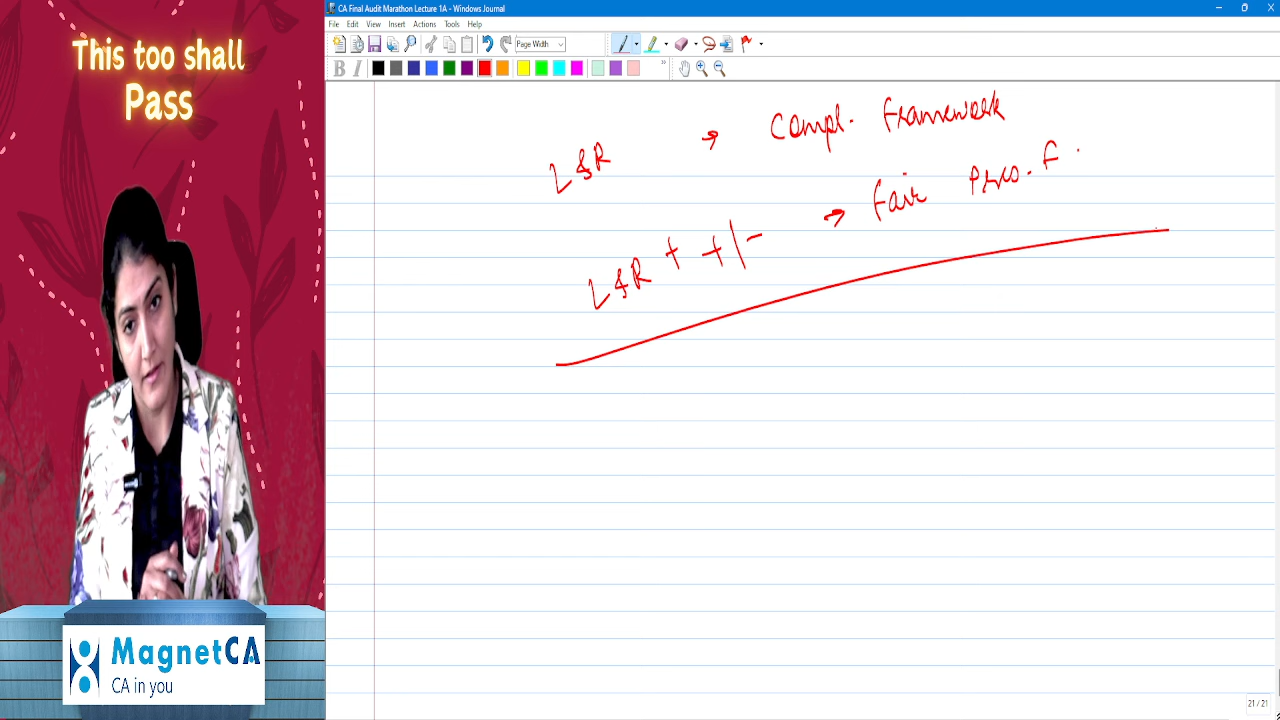 This too shall
Pass
CA Final Audit Marathon Lecture 1A - Windows Journal
File Edit View Insert Actions Tools Help
Page Width
B I
L&R → Compl. Framework
L&R + +/- → Fair Pres. F.
MagnetCA
CA in you
21 / 21